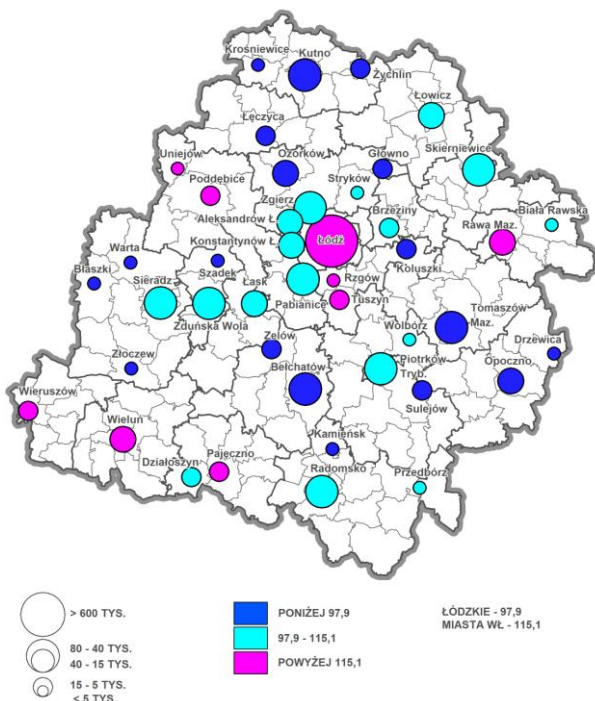 Krośniewice
Kutno
Żychlin
Łowicz
Łęczyca
Skierniewice
Uniejów
Ozorków
Główno
Poddębice
Stryków
Zgierz
Aleksandrów Ł.
Brzeziny
Biała Rawska
Konstantynów Ł.
Łódź
Rawa Maz.
Warta
Koluszki
Błaszki
Szadek
Rzgów
Sieradz
Łask
Pabianice
Tuszyn
Tomaszów
Maz.
Zduńska Wola
Wolbórz
Drzewica
Zelów
Piotrków
Tryb.
Opoczno
Złoczew
Bełchatów
Sulejów
Wieruszów
Wieluń
Kamieńsk
Pajęczno
Działoszyn
Radomsko
Przedbórz
> 600 TYS.
80 - 40 TYS.
40 - 15 TYS.
15 - 5 TYS.
< 5 TYS.
PONIŻEJ 97,9
97,9 - 115,1
POWYŻEJ 115,1
ŁÓDZKIE - 97,9
MIASTA WŁ - 115,1